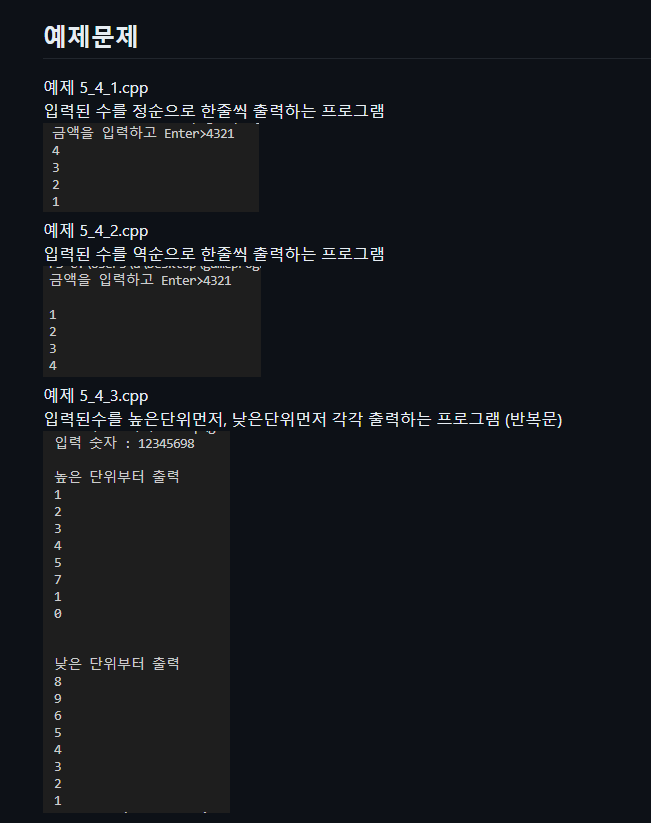 예제문제
예제 5_4_1.cpp
입력된 수를 정순으로 한줄씩 출력하는 프로그램
금액을 입력하고 Enter>4321
4
3
2
1
예제 5_4_2.cpp
입력된 수를 역순으로 한줄씩 출력하는 프로그램
금액을 입력하고 Enter>4321
1
2
3
4
예제 5_4_3.cpp
입력된수를 높은단위먼저, 낮은단위먼저 각각 출력하는 프로그램 (반복문)
입력 숫자 : 12345698
높은 단위부터 출력
1
2
3
4
5
7
1
0
낮은 단위부터 출력
8
9
6
5
4
3
2
1